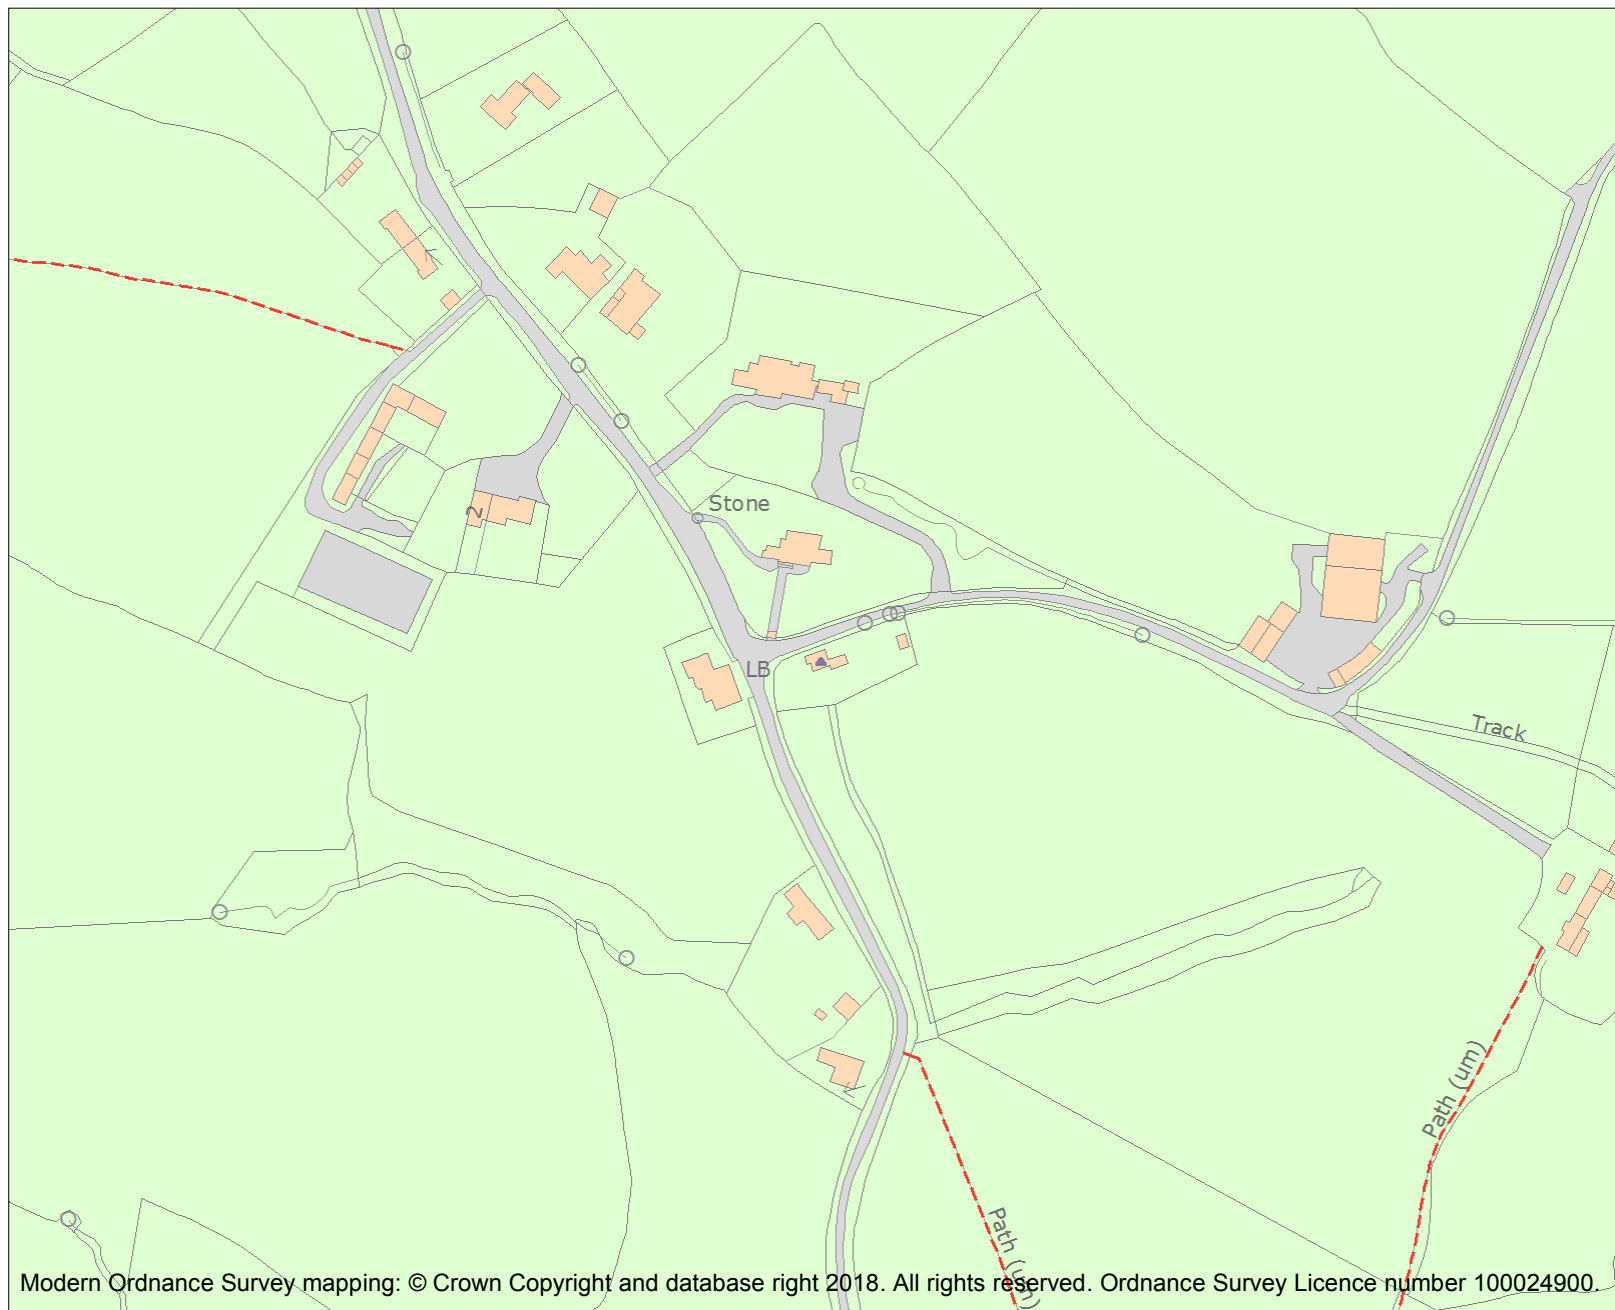 Stone
2
LB
Track
Path (um)
Path (um)
Modern Ordnance Survey mapping: © Crown Copyright and database right 2018. All rights reserved. Ordnance Survey Licence number 100024900.